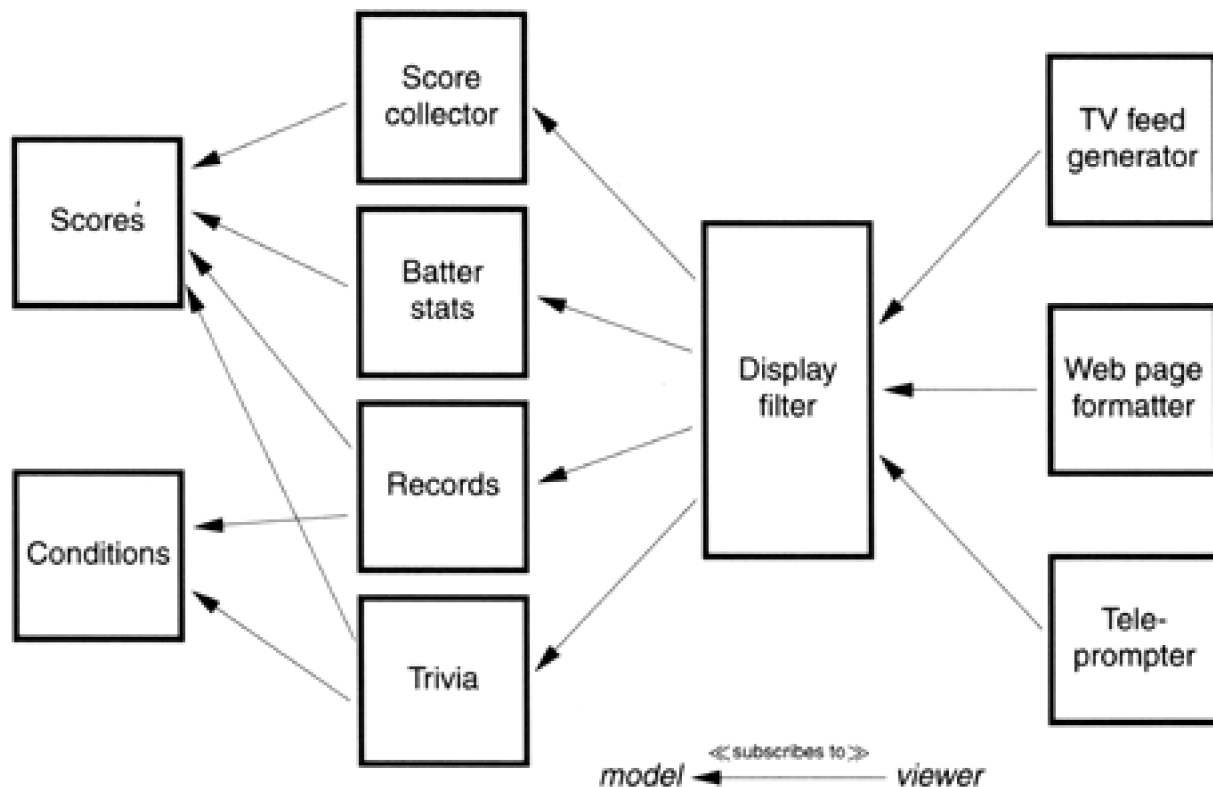 Score
collector
TV feed
generator
Scores
Batter
stats
Display
filter
Web page
formatter
Records
Conditions
Trivia
Tele-
prompter
≪subscribes to≫
model
viewer